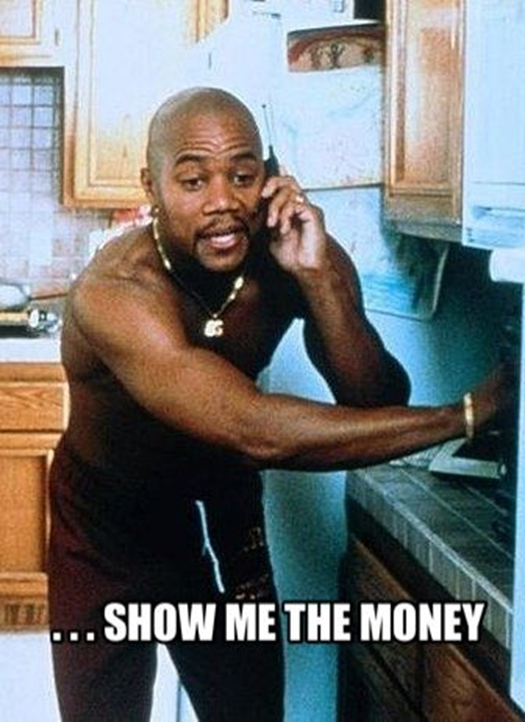 . . . SHOW ME THE MONEY